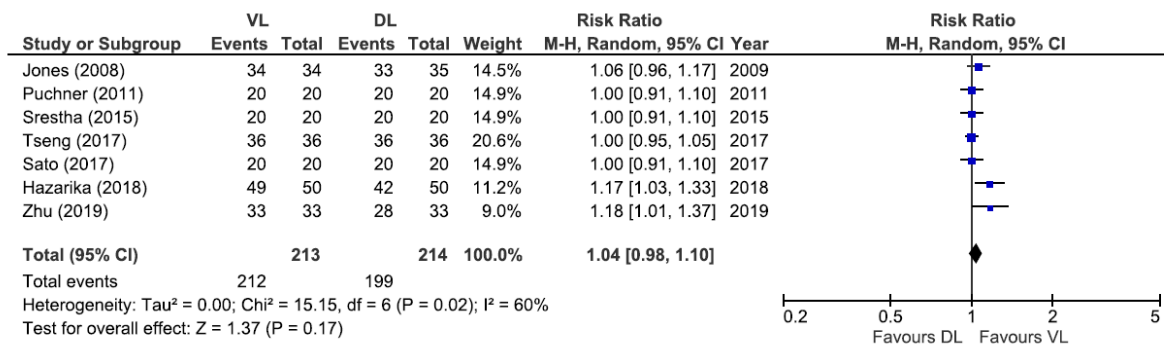 VL DL Risk Ratio Risk Ratio
Study or Subgroup Events Total Events Total Weight M-H, Random, 95% CI Year M-H, Random, 95% CI
Jones (2008) 34 34 33 35 14.5% 1.06 [0.96, 1.17] 2009
Puchner (2011) 20 20 20 20 14.9% 1.00 [0.91, 1.10] 2011
Srestha (2015) 20 20 20 20 14.9% 1.00 [0.91, 1.10] 2015
Tseng (2017) 36 36 36 36 20.6% 1.00 [0.95, 1.05] 2017
Sato (2017) 20 20 20 20 14.9% 1.00 [0.91, 1.10] 2017
Hazarika (2018) 49 50 42 50 11.2% 1.17 [1.03, 1.33] 2018
Zhu (2019) 33 33 28 33 9.0% 1.18 [1.01, 1.37] 2019
Total (95% CI) 213 214 100.0% 1.04 [0.98, 1.10]
Total events 212 199
Heterogeneity: Tau² = 0.00; Chi² = 15.15, df = 6 (P = 0.02); I² = 60%
Test for overall effect: Z = 1.37 (P = 0.17)
0.2 0.5 1 2 5
Favours DL Favours VL